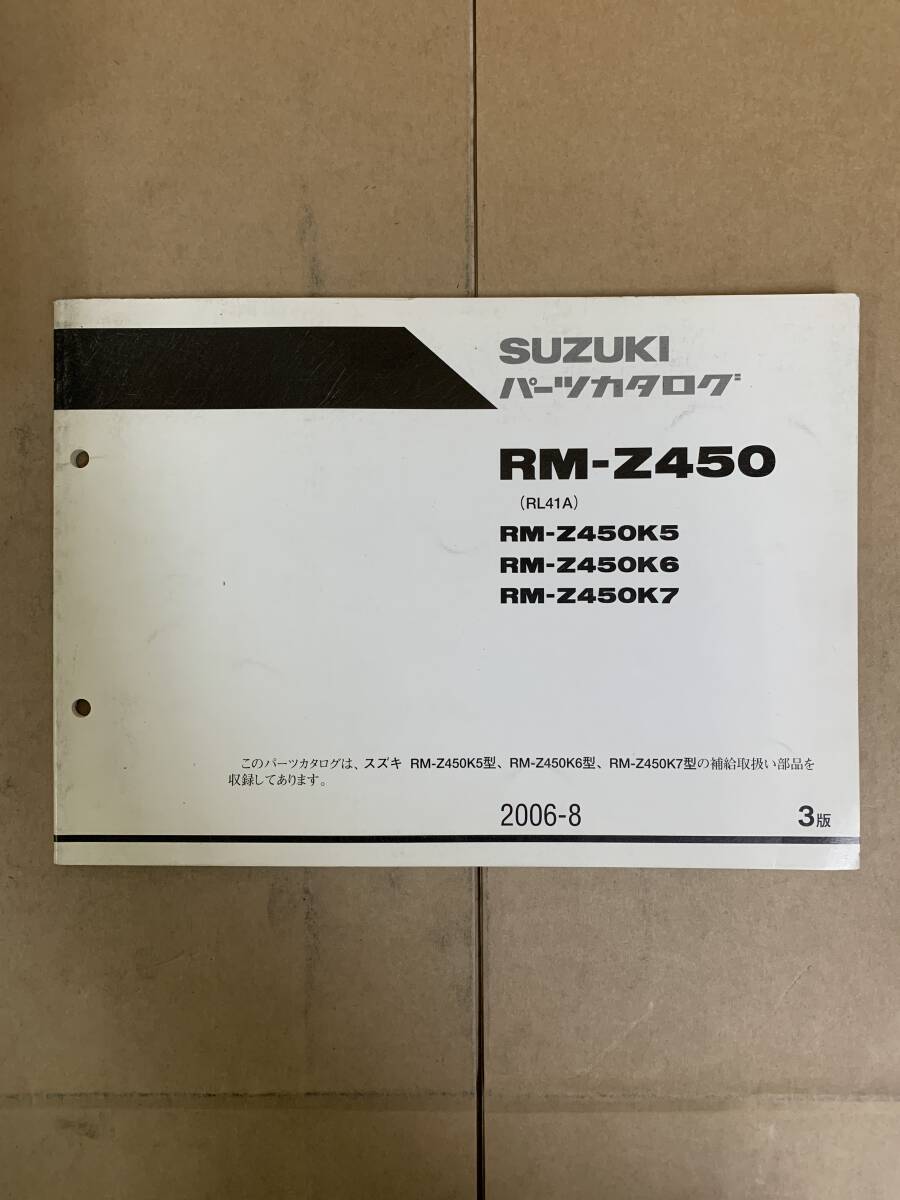 SUZUKI
パーツカタログ
RM-Z450
(RL41A)
RM-Z450K5
RM-Z450K6
RM-Z450K7
このパーツカタログは、スズキ RM-Z450K5型、RM-Z450K6型、RM-Z450K7型の補給取扱い部品を
収録してあります。
2006-8 3版